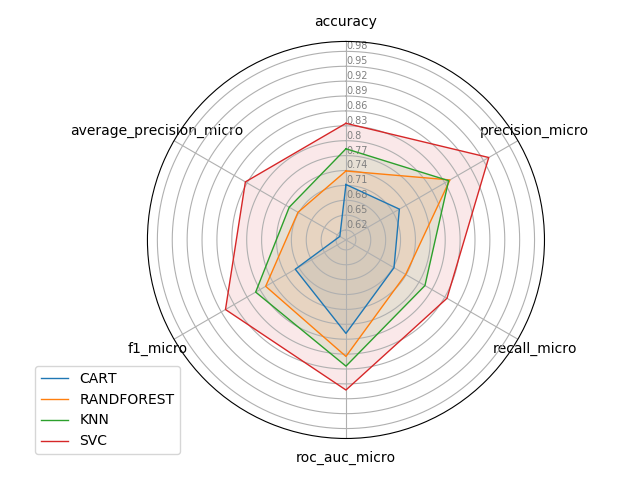 accuracy
0.98
0.95
0.92
0.89
0.86
0.83
0.8
0.77
0.74
0.71
0.68
0.65
0.62
average_precision_micro
precision_micro
f1_micro
recall_micro
roc_auc_micro
CART
RANDFOREST
KNN
SVC